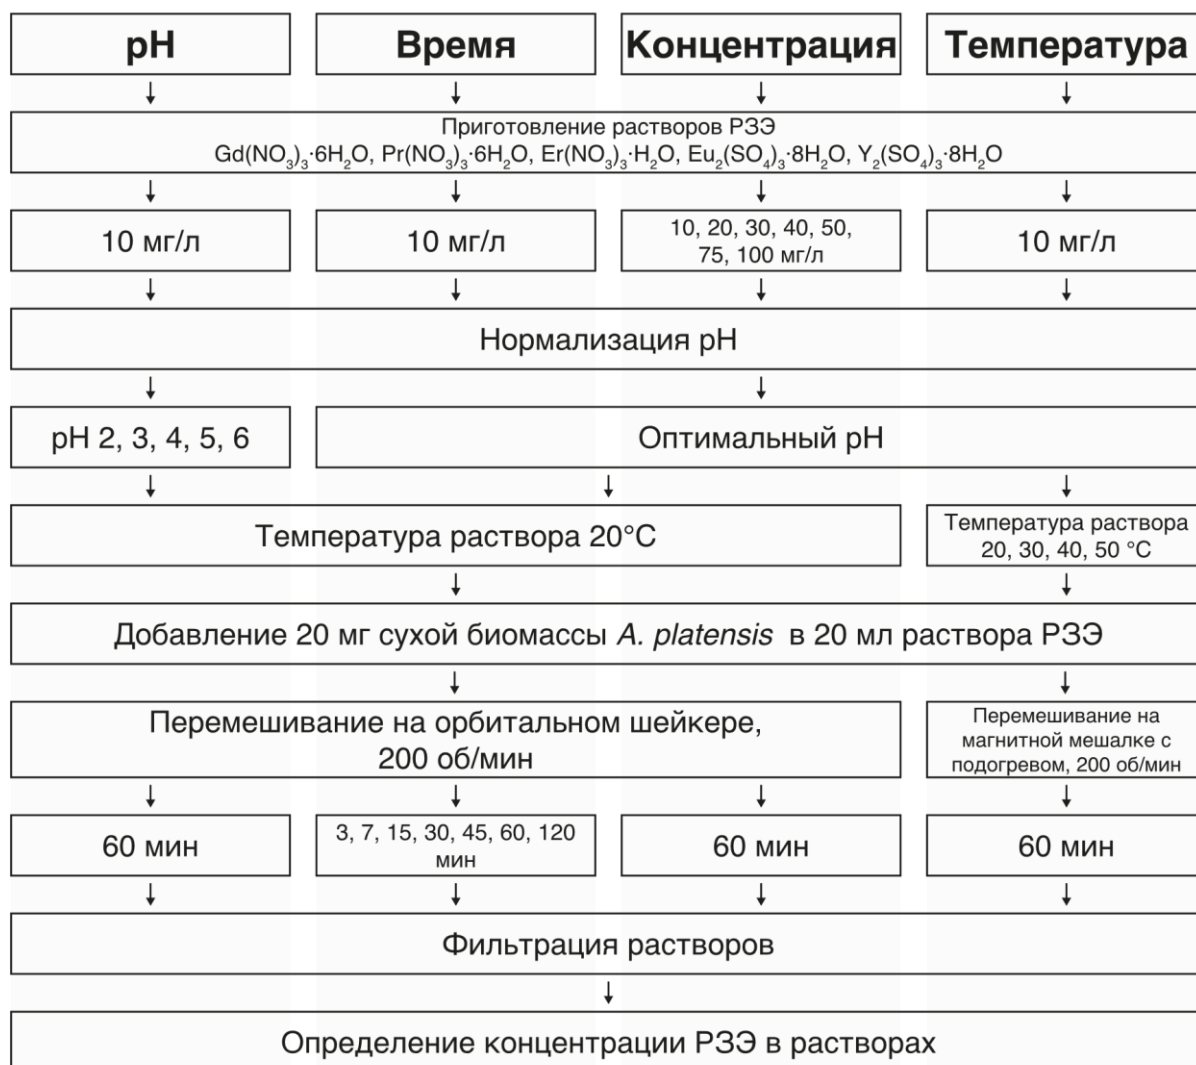 pH
Время
Концентрация
Температура
Приготовление растворов РЗЭ
Gd(NO₃)₃·6H₂O, Pr(NO₃)₃·6H₂O, Er(NO₃)₃·H₂O, Eu₂(SO₄)₃·8H₂O, Y₂(SO₄)₃·8H₂O
10 мг/л
10 мг/л
10, 20, 30, 40, 50,
75, 100 мг/л
10 мг/л
Нормализация pH
pH 2, 3, 4, 5, 6
Оптимальный pH
Температура раствора 20°C
Температура раствора
20, 30, 40, 50 °C
Добавление 20 мг сухой биомассы A. platensis в 20 мл раствора РЗЭ
Перемешивание на орбитальном шейкере,
200 об/мин
Перемешивание на
магнитной мешалке с
подогревом, 200 об/мин
60 мин
3, 7, 15, 30, 45, 60, 120
мин
60 мин
60 мин
Фильтрация растворов
Определение концентрации РЗЭ в растворах